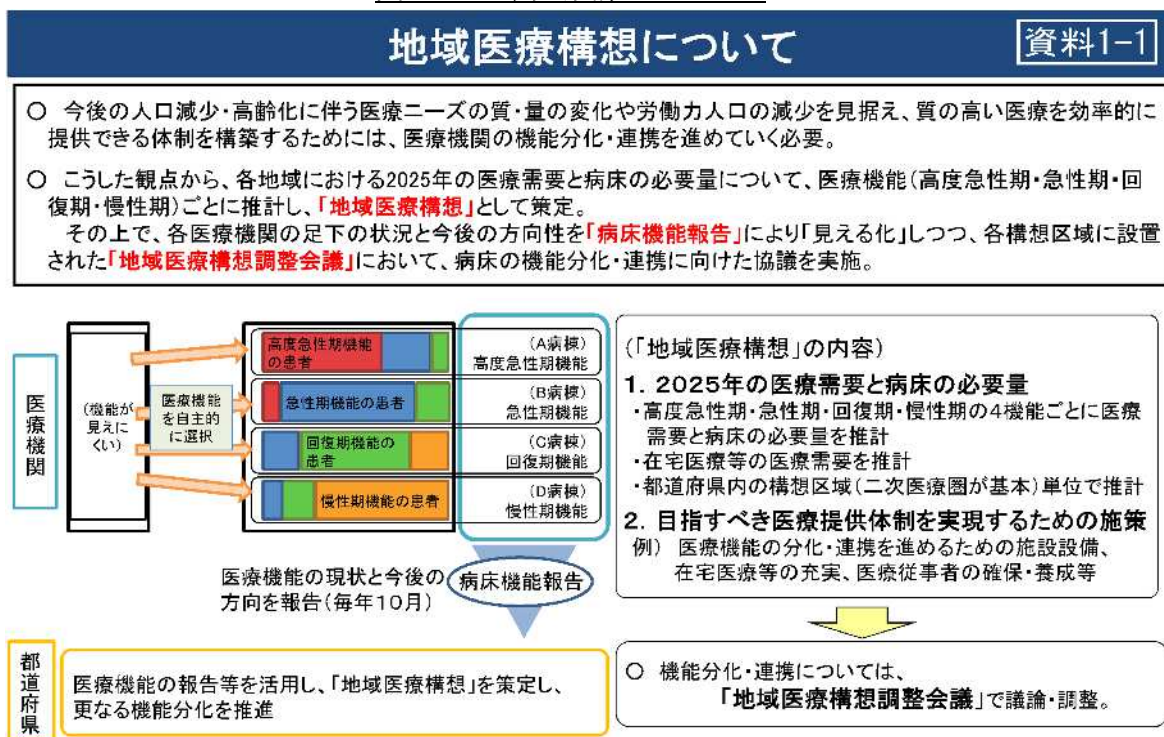 地域医療構想について
資料1-1
○ 今後の人口減少・高齢化に伴う医療ニーズの質・量の変化や労働力人口の減少を見据え、質の高い医療を効率的に
提供できる体制を構築するためには、医療機関の機能分化・連携を進めていく必要。
○ こうした観点から、各地域における2025年の医療需要と病床の必要量について、医療機能(高度急性期・急性期・回
復期・慢性期)ごとに推計し、「地域医療構想」として策定。
その上で、各医療機関の足下の状況と今後の方向性を「病床機能報告」により「見える化」しつつ、各構想区域に設置
された「地域医療構想調整会議」において、病床の機能分化・連携に向けた協議を実施。
医療機関
(機能が
見えに
くい)
医療機能
を自主的
に選択
高度急性期機能
の患者
急性期機能の患者
回復期機能の
患者
慢性期機能の患者
(A病棟)
高度急性期機能
(B病棟)
急性期機能
(C病棟)
回復期機能
(D病棟)
慢性期機能
医療機能の現状と今後の
方向を報告(毎年10月)
病床機能報告
都道府県
医療機能の報告等を活用し、「地域医療構想」を策定し、
更なる機能分化を推進
(「地域医療構想」の内容)
1. 2025年の医療需要と病床の必要量
・高度急性期・急性期・回復期・慢性期の4機能ごとに医療
需要と病床の必要量を推計
・在宅医療等の医療需要を推計
・都道府県内の構想区域(二次医療圏が基本)単位で推計
2. 目指すべき医療提供体制を実現するための施策
例) 医療機能の分化・連携を進めるための施設設備、
在宅医療等の充実、医療従事者の確保・養成等
○ 機能分化・連携については、
「地域医療構想調整会議」で議論・調整。